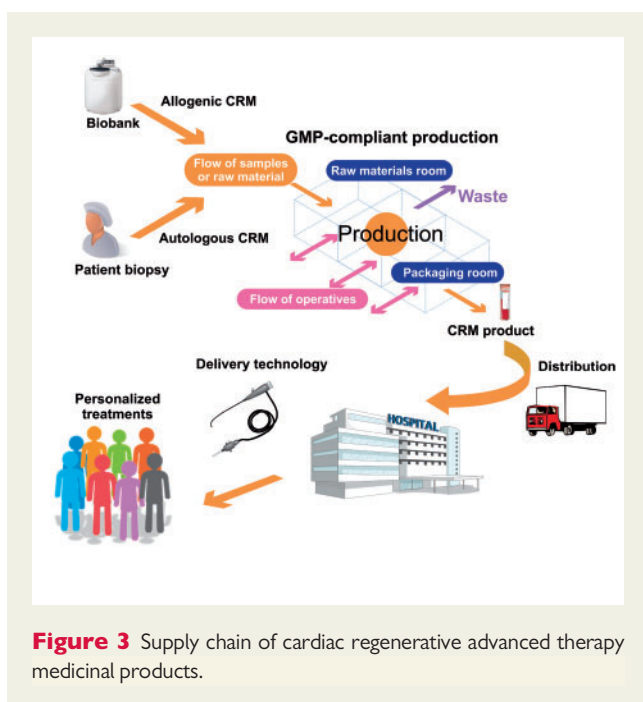 Allogenic CRM
Biobank
GMP-compliant production
Flow of samples
or raw material
Raw materials room
Waste
Production
Autologous CRM
Patient biopsy
Packaging room
Flow of operatives
CRM product
Delivery technology
Distribution
Personalized
treatments
HOSPITAL
Figure 3 Supply chain of cardiac regenerative advanced therapy
medicinal products.